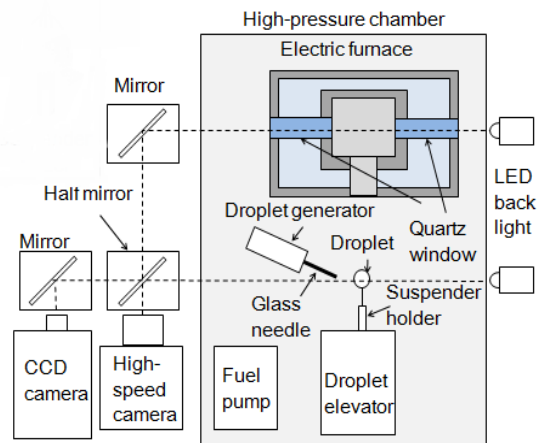 High-pressure chamber
Electric furnace
Mirror
LED
back
light
Half mirror
Droplet generator
Quartz
window
Mirror
Droplet
Glass
needle
Suspender
holder
CCD
camera
High-
speed
camera
Fuel
pump
Droplet
elevator